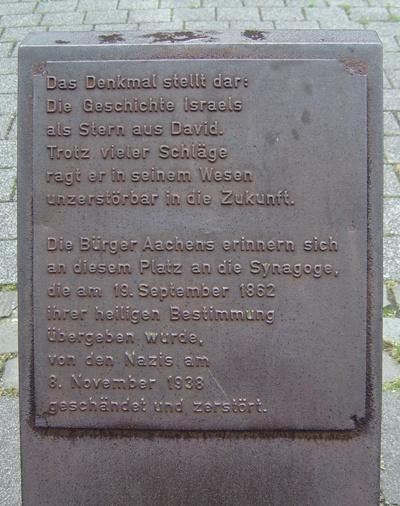 Das Denkmal stellt dar:
Die Geschichte Israels
als Stern aus David.
Trotz vieler Schläge
ragt er in seinem Wesen
unzerstörbar in die Zukunft.
Die Bürger Aachens erinnern sich
an diesem Platz an die Synagoge,
die am 19. September 1862
ihrer heiligen Bestimmung
übergeben wurde,
von den Nazis am
8. November 1938
geschändet und zerstört.